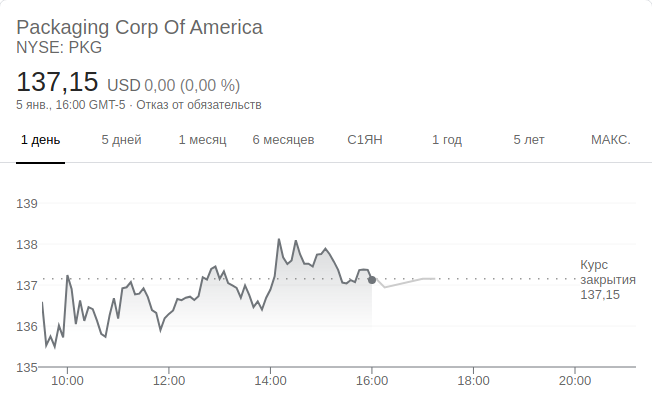 Packaging Corp Of America
NYSE: PKG
137,15 USD 0,00 (0,00 %)
5 янв., 16:00 GMT-5 · Отказ от обязательств
1 день 5 дней 1 месяц 6 месяцев С1ЯН 1 год 5 лет МАКС.
139
138
137
136
135
Курс
закрытия
137,15
10:00 12:00 14:00 16:00 18:00 20:00